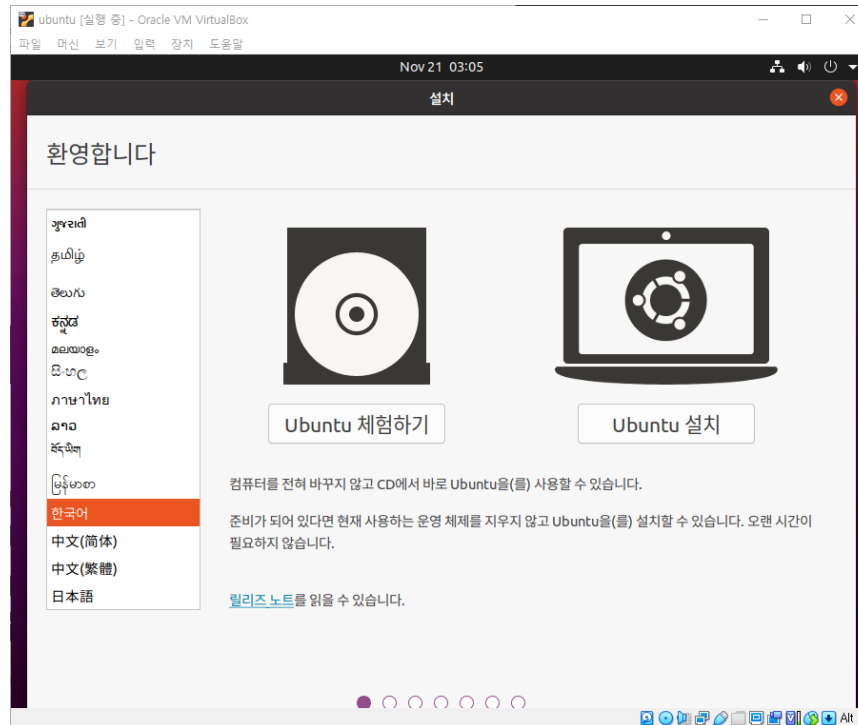 ubuntu [실행 중] - Oracle VM VirtualBox
파일 머신 보기 입력 장치 도움말
Nov 21 03:05
설치
환영합니다
ગુજરાતી
தமிழ்
తెలుగు
ಕನ್ನಡ
മലയാളം
සිංහල
ภาษาไทย
ລາວ
བོད་ཡིག
မြန်မာစာ
한국어
中文(简体)
中文(繁體)
日本語
Ubuntu 체험하기
Ubuntu 설치
컴퓨터를 전혀 바꾸지 않고 CD에서 바로 Ubuntu을(를) 사용할 수 있습니다.
준비가 되어 있다면 현재 사용하는 운영 체제를 지우지 않고 Ubuntu을(를) 설치할 수 있습니다. 오랜 시간이
필요하지 않습니다.
릴리즈 노트를 읽을 수 있습니다.
Alt